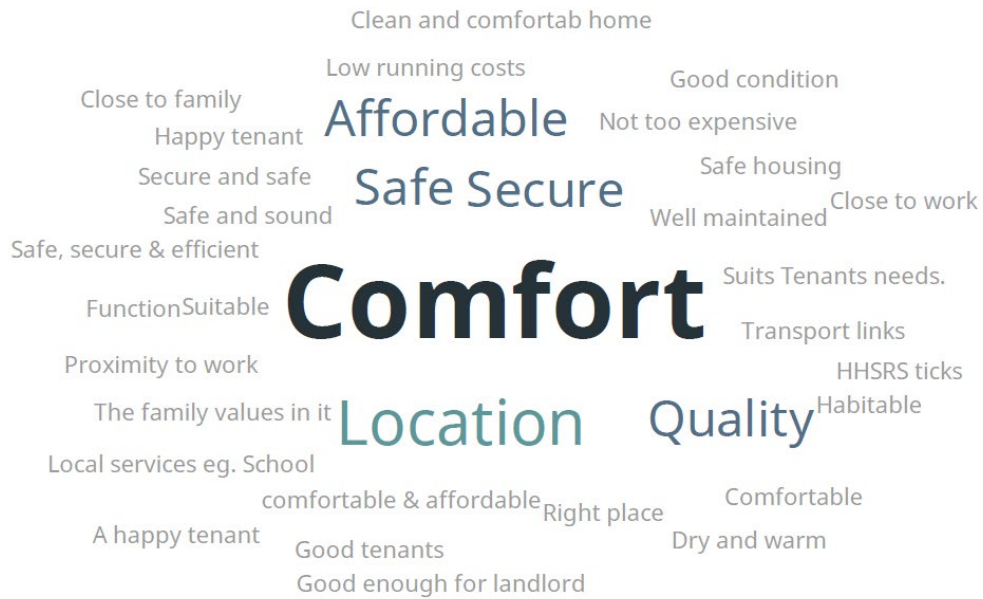 Clean and comfortab home
Low running costs
Good condition
Close to family
Affordable
Not too expensive
Happy tenant
Safe housing
Secure and safe
Safe
Secure
Close to work
Safe and sound
Well maintained
Safe, secure & efficient
Comfort
Suits Tenants needs.
Function
Suitable
Transport links
Proximity to work
HHSRS ticks
The family values in it
Location
Quality
Habitable
Local services eg. School
comfortable & affordable
Right place
Comfortable
A happy tenant
Good tenants
Dry and warm
Good enough for landlord